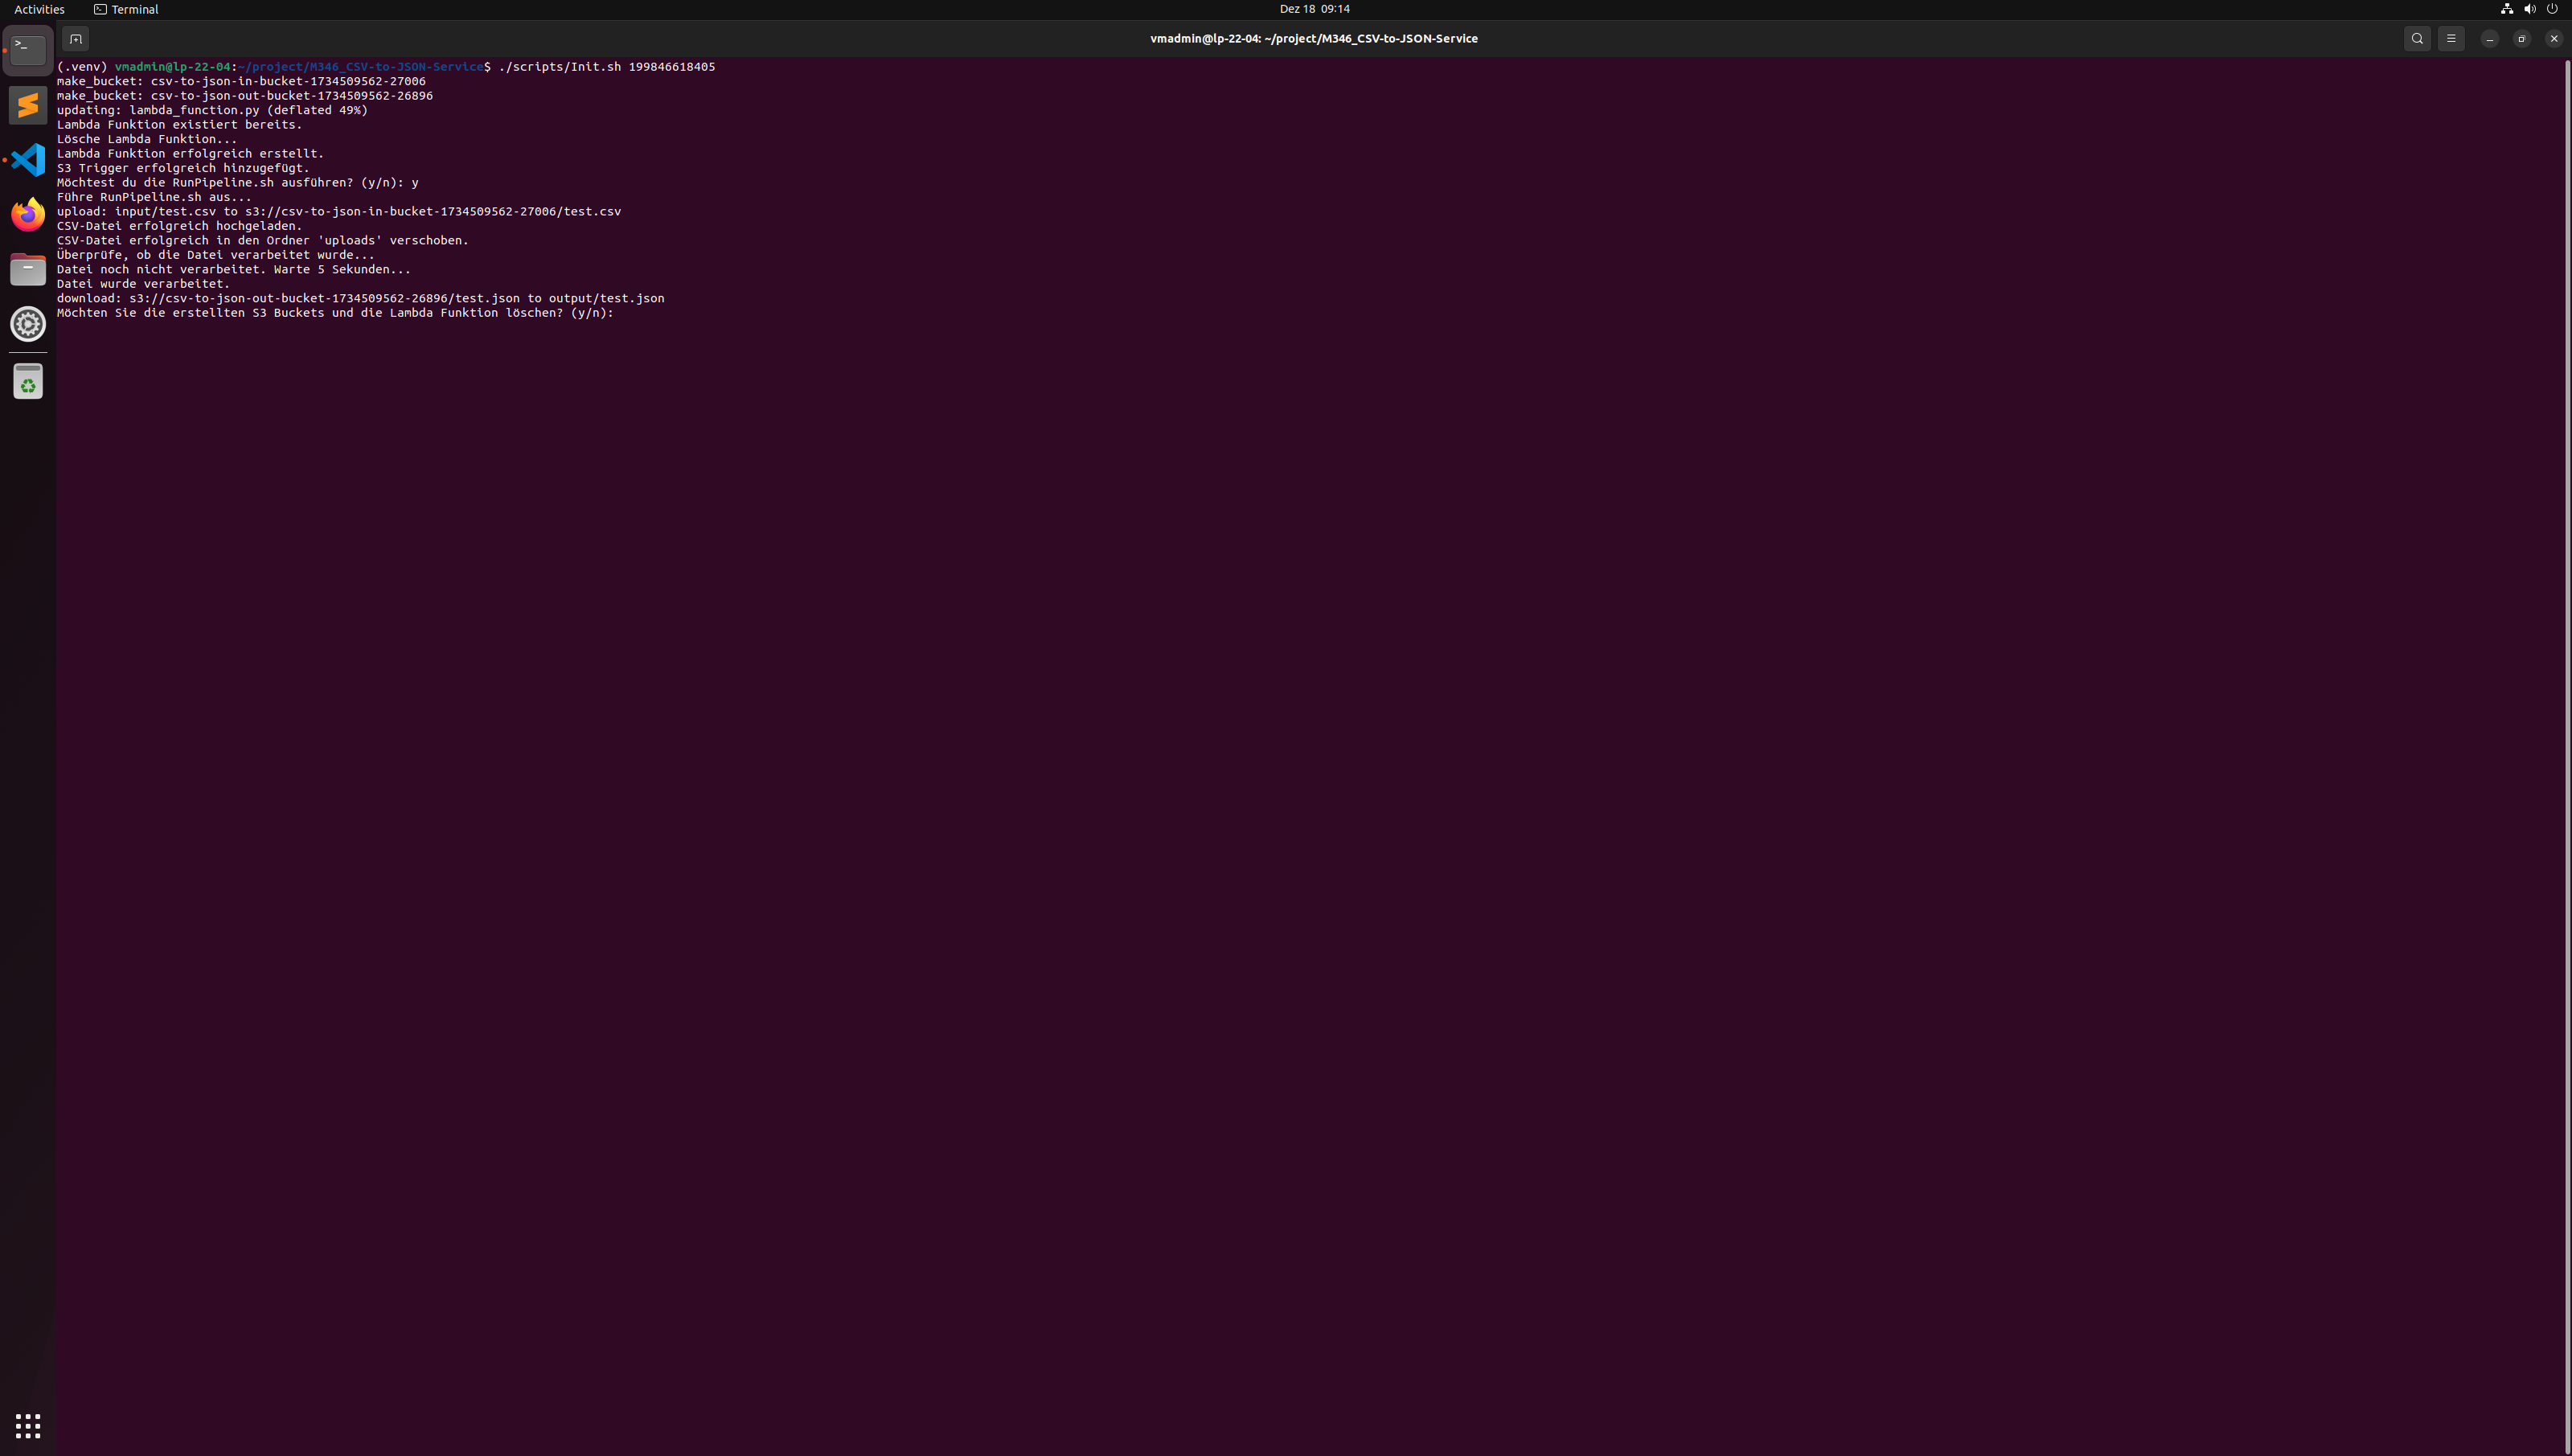 Activities Terminal Dez 18 09:14
vmadmin@lp-22-04: ~/project/M346_CSV-to-JSON-Service
(.venv) vmadmin@lp-22-04:~/project/M346_CSV-to-JSON-Service$ ./scripts/Init.sh 199846618405
make_bucket: csv-to-json-in-bucket-1734509562-27006
make_bucket: csv-to-json-out-bucket-1734509562-26896
updating: lambda_function.py (deflated 49%)
Lambda Funktion existiert bereits.
Lösche Lambda Funktion...
Lambda Funktion erfolgreich erstellt.
S3 Trigger erfolgreich hinzugefügt.
Möchtest du die RunPipeline.sh ausführen? (y/n): y
Führe RunPipeline.sh aus...
upload: input/test.csv to s3://csv-to-json-in-bucket-1734509562-27006/test.csv
CSV-Datei erfolgreich hochgeladen.
CSV-Datei erfolgreich in den Ordner 'uploads' verschoben.
Überprüfe, ob die Datei verarbeitet wurde...
Datei noch nicht verarbeitet. Warte 5 Sekunden...
Datei wurde verarbeitet.
download: s3://csv-to-json-out-bucket-1734509562-26896/test.json to output/test.json
Möchten Sie die erstellten S3 Buckets und die Lambda Funktion löschen? (y/n):